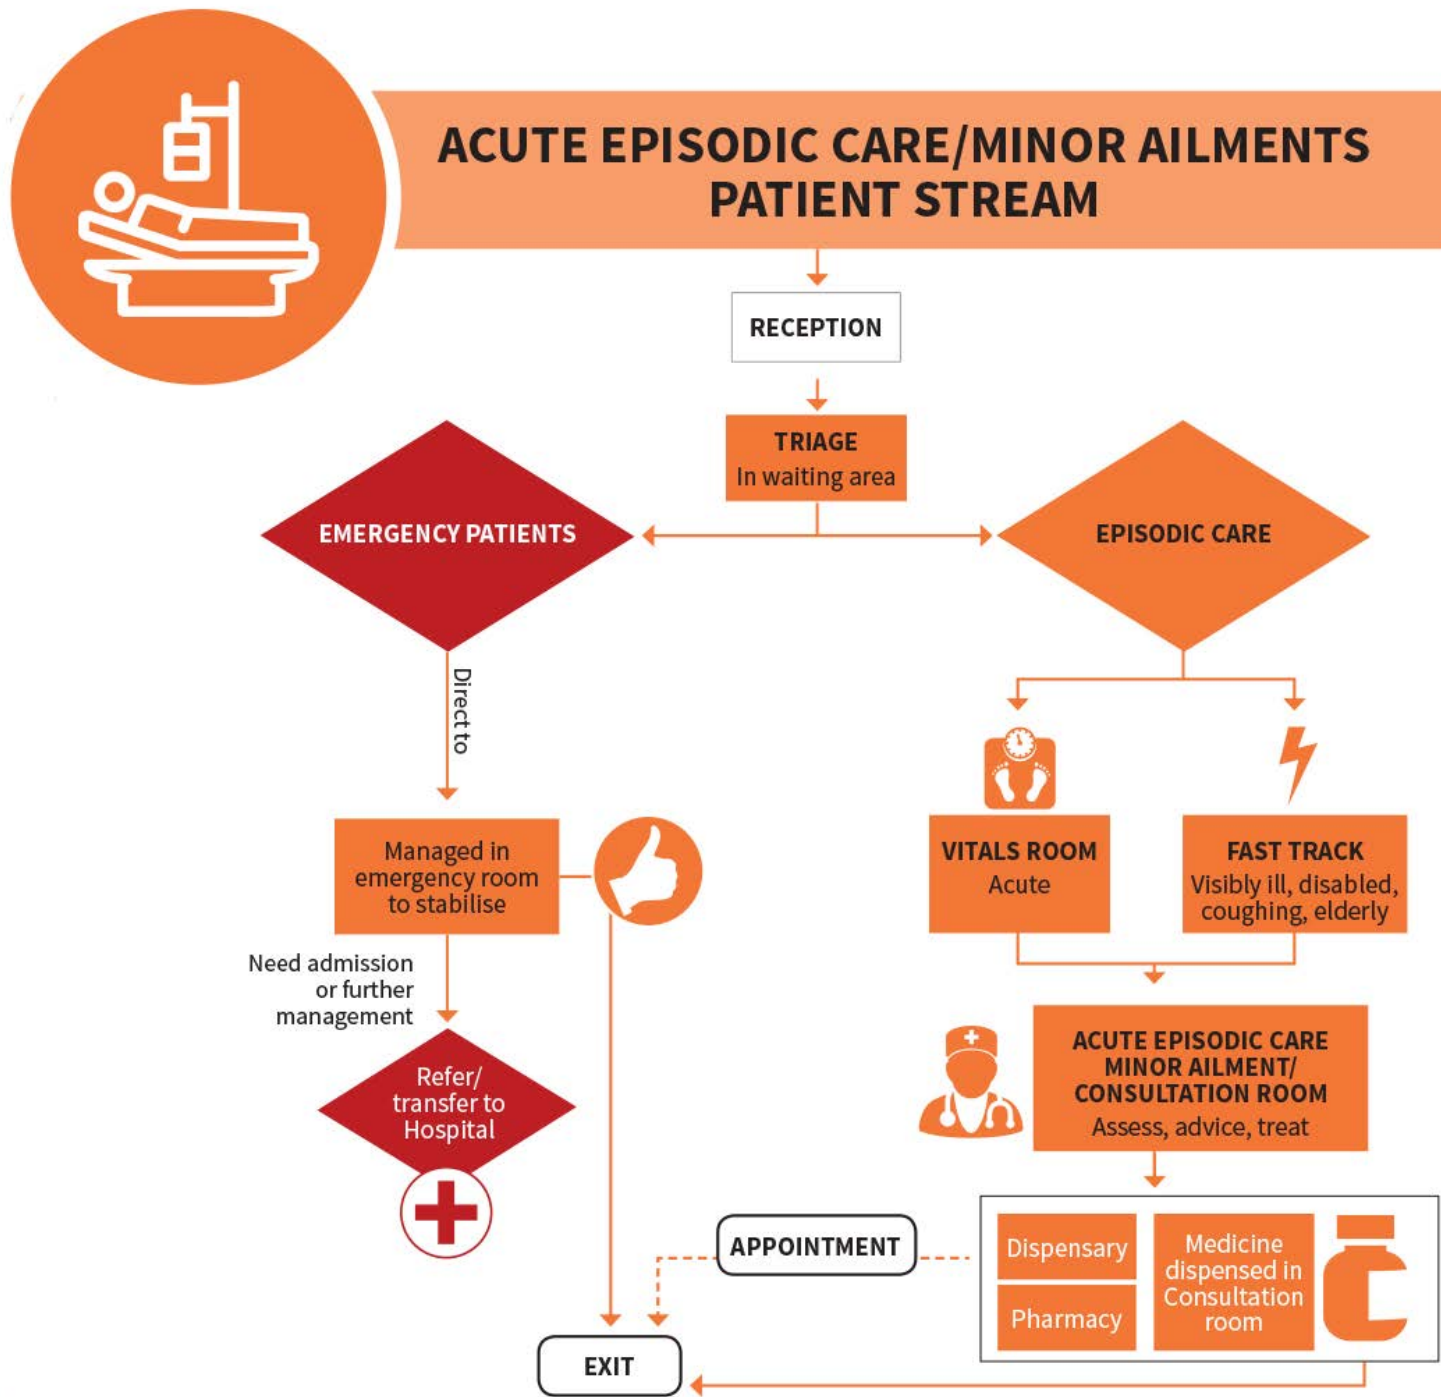 ACUTE EPISODIC CARE/MINOR AILMENTS
PATIENT STREAM
RECEPTION
TRIAGE
In waiting area
EMERGENCY PATIENTS
EPISODIC CARE
Direct to
Managed in
emergency room
to stabilise
VITALS ROOM
Acute
FAST TRACK
Visibly ill, disabled,
coughing, elderly
Need admission
or further
management
Refer/
transfer to
Hospital
ACUTE EPISODIC CARE
MINOR AILMENT/
CONSULTATION ROOM
Assess, advice, treat
APPOINTMENT
Dispensary
Pharmacy
Medicine
dispensed in
Consultation
room
EXIT